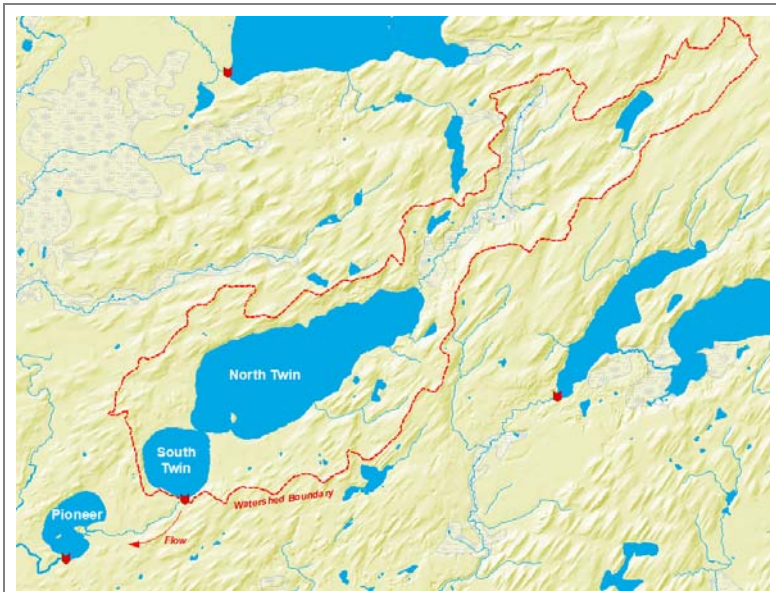 North Twin
South
Twin
Watershed Boundary
Pioneer
Flow